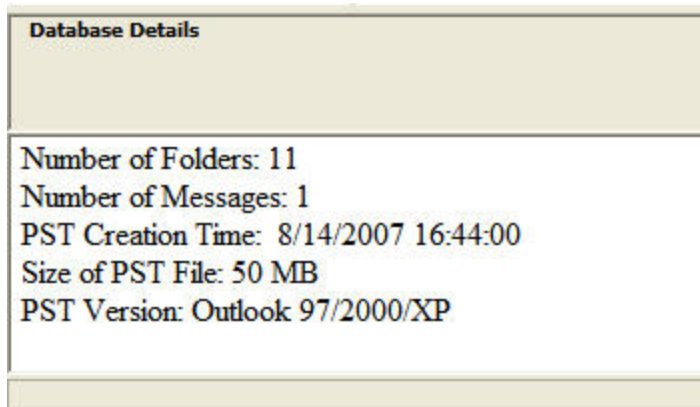 Database Details
Number of Folders: 11
Number of Messages: 1
PST Creation Time:  8/14/2007 16:44:00
Size of PST File: 50 MB
PST Version: Outlook 97/2000/XP